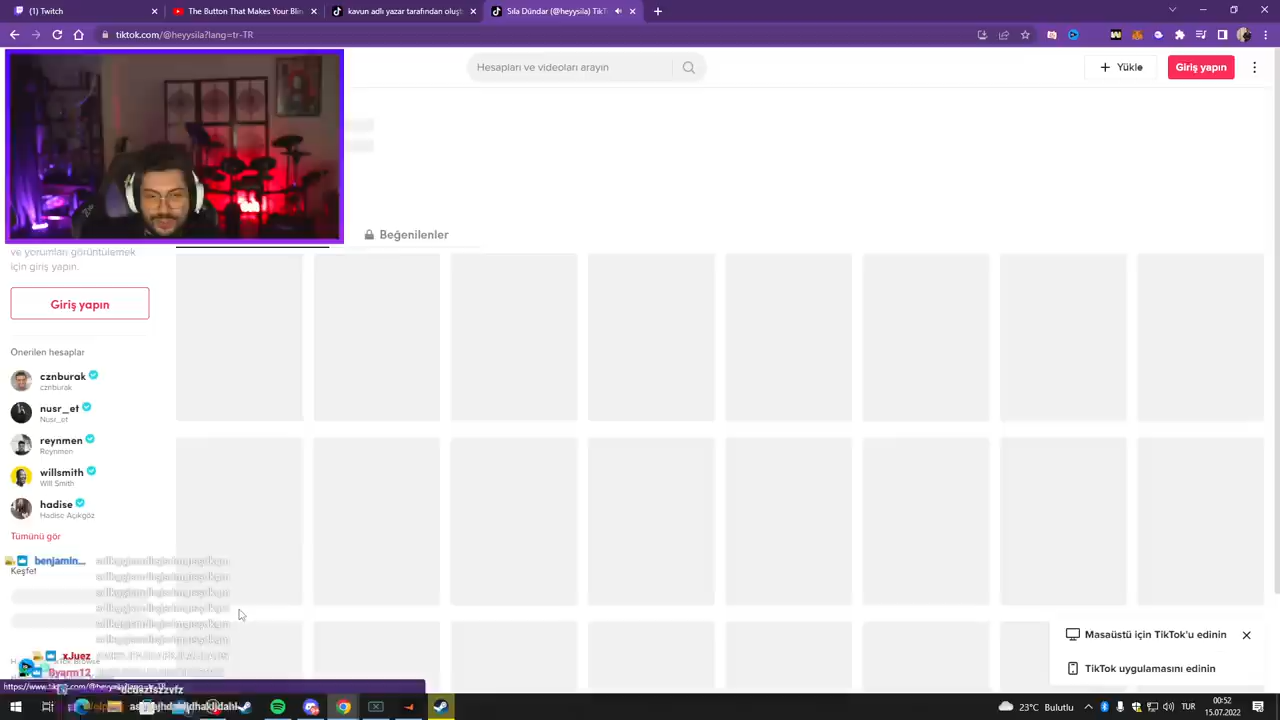 (1) Twitch
The Button That Makes Your Blin
kavun adlı yazar tarafından oluştu
Sıla Dündar (@heyysila) TikT
tiktok.com/@heyysila?lang=tr-TR
Hesapları ve videoları arayın
Yükle
Giriş yapın
Beğenilenler
ve yorumları görüntülemek
için giriş yapın.
Giriş yapın
Önerilen hesaplar
cznburak
cznburak
nusr_et
Nusr_et
reynmen
Reynmen
willsmith
Will Smith
hadise
Hadise Açıkgöz
Tümünü gör
benjamin...
Keşfet
xJuez
Byarm12
Masaüstü için TikTok'u edinin
TikTok uygulamasını edinin
23°C Bulutlu
TUR
00:52
15.07.2022